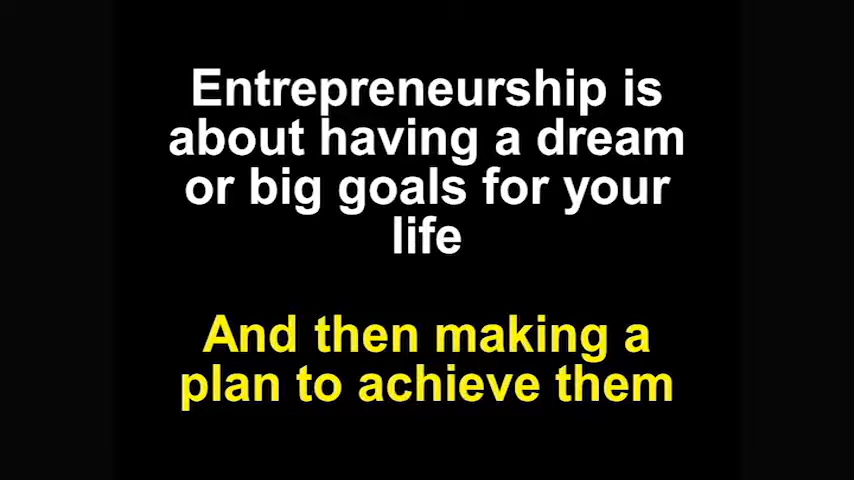 Entrepreneurship is
about having a dream
or big goals for your
life
And then making a
plan to achieve them